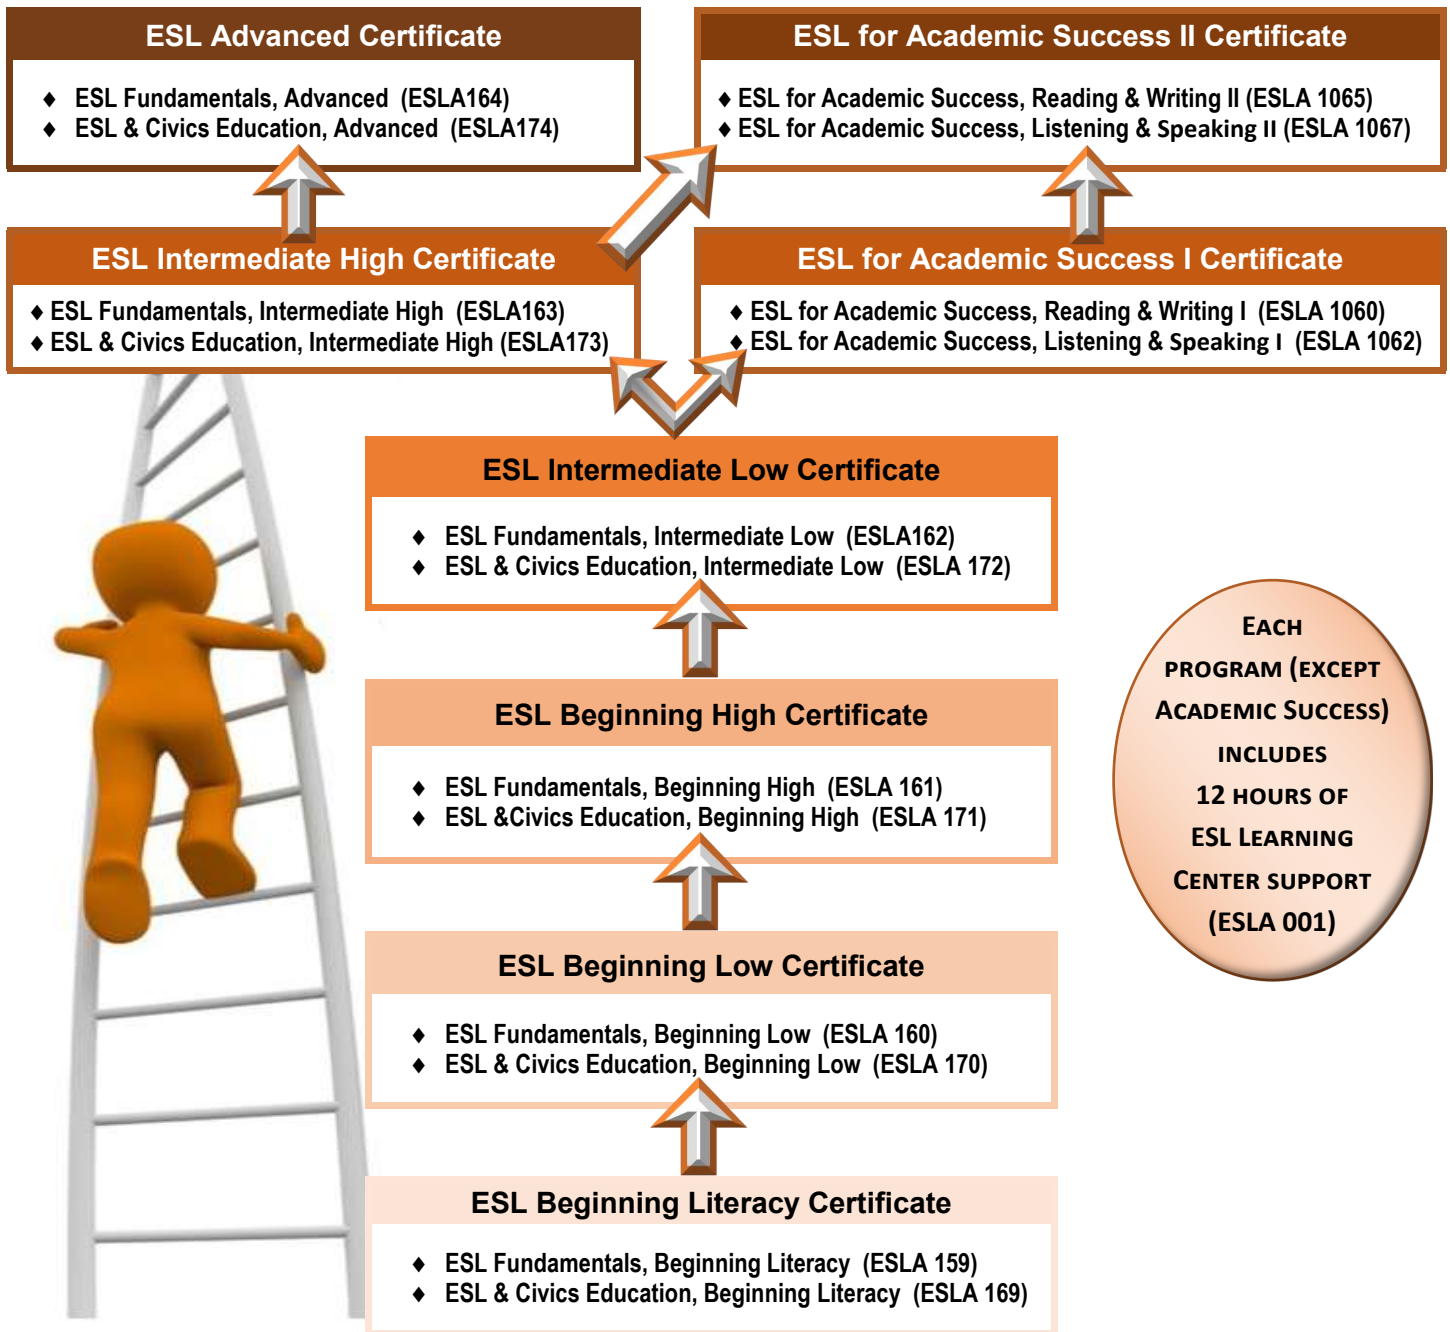 ESL Advanced Certificate
♦ ESL Fundamentals, Advanced (ESLA164)
♦ ESL & Civics Education, Advanced (ESLA174)
ESL for Academic Success II Certificate
♦ ESL for Academic Success, Reading & Writing II (ESLA 1065)
♦ ESL for Academic Success, Listening & Speaking II (ESLA 1067)
ESL Intermediate High Certificate
♦ ESL Fundamentals, Intermediate High (ESLA163)
♦ ESL & Civics Education, Intermediate High (ESLA173)
ESL for Academic Success I Certificate
♦ ESL for Academic Success, Reading & Writing I (ESLA 1060)
♦ ESL for Academic Success, Listening & Speaking I (ESLA 1062)
ESL Intermediate Low Certificate
♦ ESL Fundamentals, Intermediate Low (ESLA162)
♦ ESL & Civics Education, Intermediate Low (ESLA 172)
ESL Beginning High Certificate
♦ ESL Fundamentals, Beginning High (ESLA 161)
♦ ESL &Civics Education, Beginning High (ESLA 171)
ESL Beginning Low Certificate
♦ ESL Fundamentals, Beginning Low (ESLA 160)
♦ ESL & Civics Education, Beginning Low (ESLA 170)
ESL Beginning Literacy Certificate
♦ ESL Fundamentals, Beginning Literacy (ESLA 159)
♦ ESL & Civics Education, Beginning Literacy (ESLA 169)
EACH
PROGRAM (EXCEPT
ACADEMIC SUCCESS)
INCLUDES
12 HOURS OF
ESL LEARNING
CENTER SUPPORT
(ESLA 001)